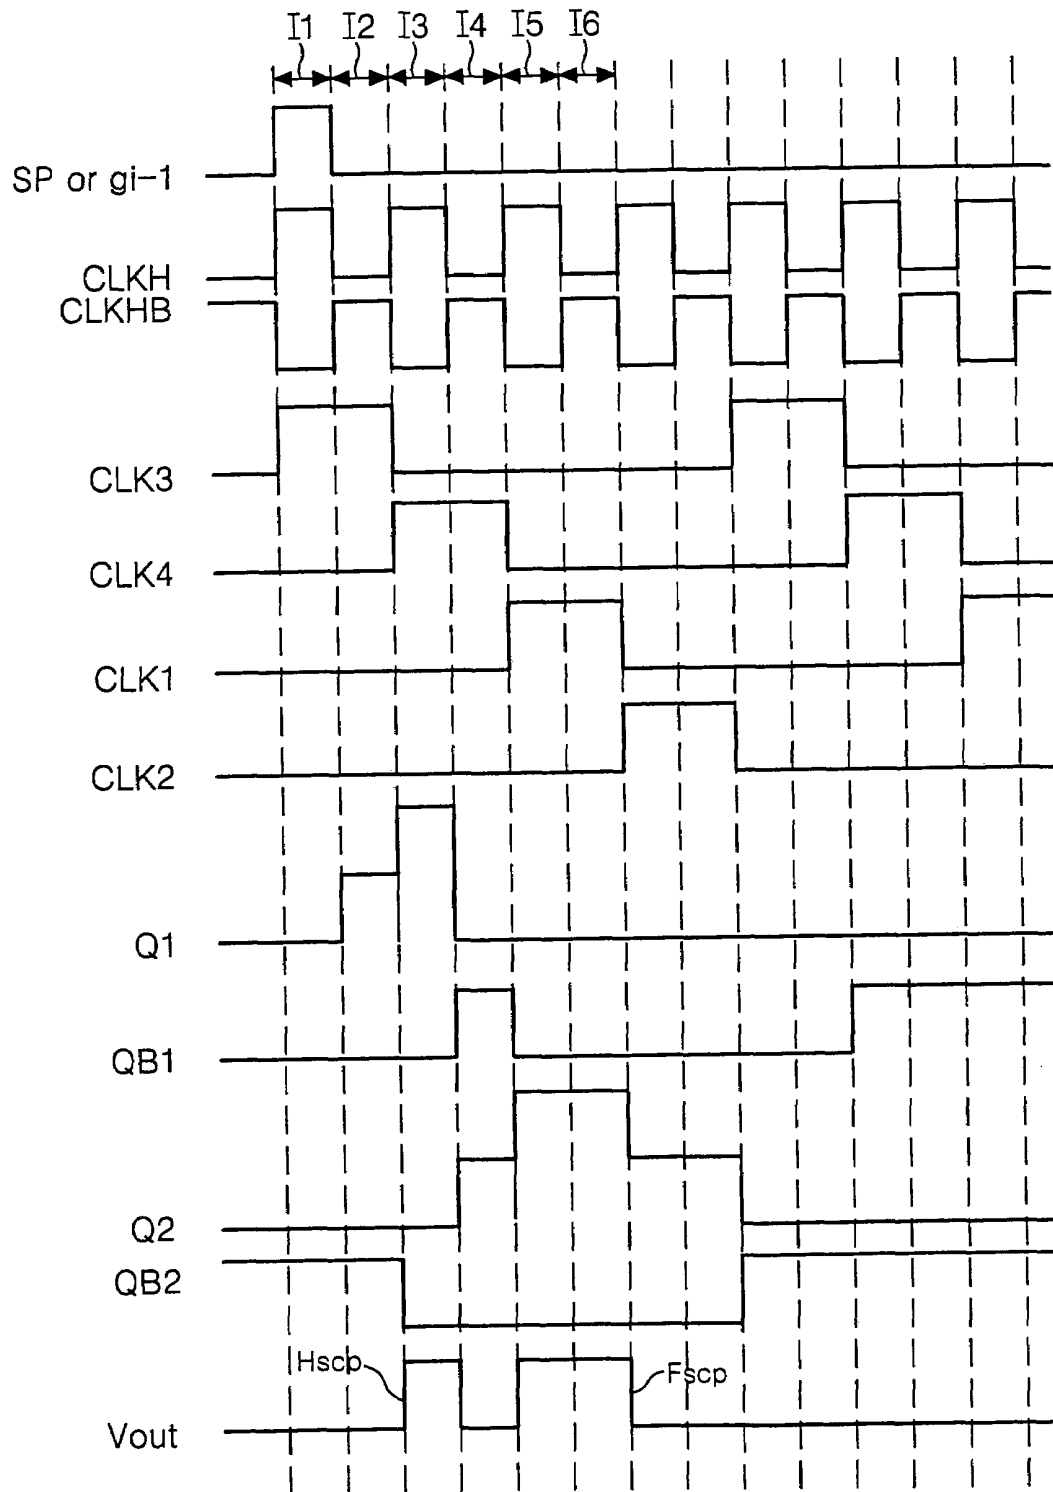 I1 I2 I3 I4 I5 I6
SP or gi-1
CLKH
CLKHB
CLK3
CLK4
CLK1
CLK2
Q1
QB1
Q2
QB2
Hscp
Fscp
Vout